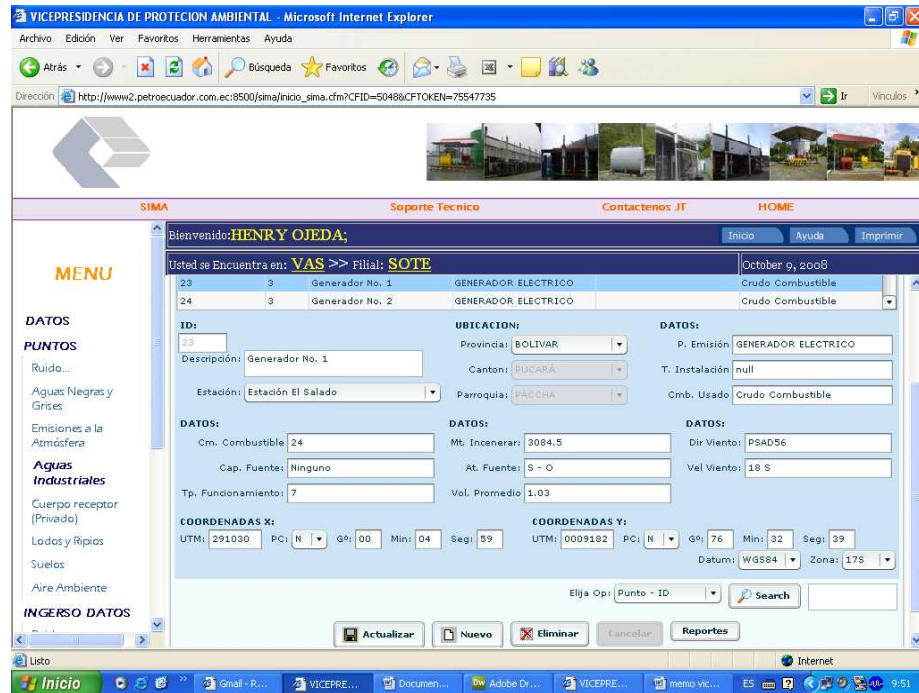 VICEPRESIDENCIA DE PROTECION AMBIENTAL - Microsoft Internet Explorer
Archivo Edición Ver Favoritos Herramientas Ayuda
Atrás Búsqueda Favoritos
Dirección http://www2.petroecuador.com.ec:8500/sima/inicio_sima.cfm?CFID=5048&CFTOKEN=75547735 Ir Vínculos
SIMA Soporte Tecnico Contactenos JT HOME
Bienvenido:HENRY OJEDA; Inicio Ayuda Imprimir
Usted se Encuentra en: VAS >> Filial: SOTE October 9, 2008
MENU
DATOS
PUNTOS
Ruido...
Aguas Negras y
Grises
Emisiones a la
Atmósfera
Aguas
Industriales
Cuerpo receptor
(Privado)
Lodos y Ripios
Suelos
Aire Ambiente
INGERSO DATOS
23 3 Generador No. 1 GENERADOR ELECTRICO Crudo Combustible
24 3 Generador No. 2 GENERADOR ELECTRICO Crudo Combustible
ID: UBICACION: DATOS:
23 Provincia: BOLIVAR P. Emisión GENERADOR ELECTRICO
Descripción: Generador No. 1 Canton: PUCARÁ T. Instalación null
Estación: Estación El Salado Parroquia: PACCHA Cmb. Usado Crudo Combustible
DATOS: DATOS: DATOS:
Cm. Combustible 24 Mt. Incenerar: 3084.5 Dir Viento: PSAD56
Cap. Fuente: Ninguno At. Fuente: S - O Vel Viento: 18 S
Tp. Funcionamiento: 7 Vol. Promedio 1.03
COORDENADAS X: COORDENADAS Y:
UTM: 291030 PC: N Gº: 00 Min: 04 Seg: 59 UTM: 0009182 PC: N Gº: 76 Min: 32 Seg: 39
Datum: WGS84 Zona: 17S
Elija Op: Punto - ID Search
Actualizar Nuevo Eliminar Cancelar Reportes
Listo Internet
Inicio Gmail - R... VICEPRE... Documen... Adobe Dr... VICEPRE... memo vic... ES 9:51